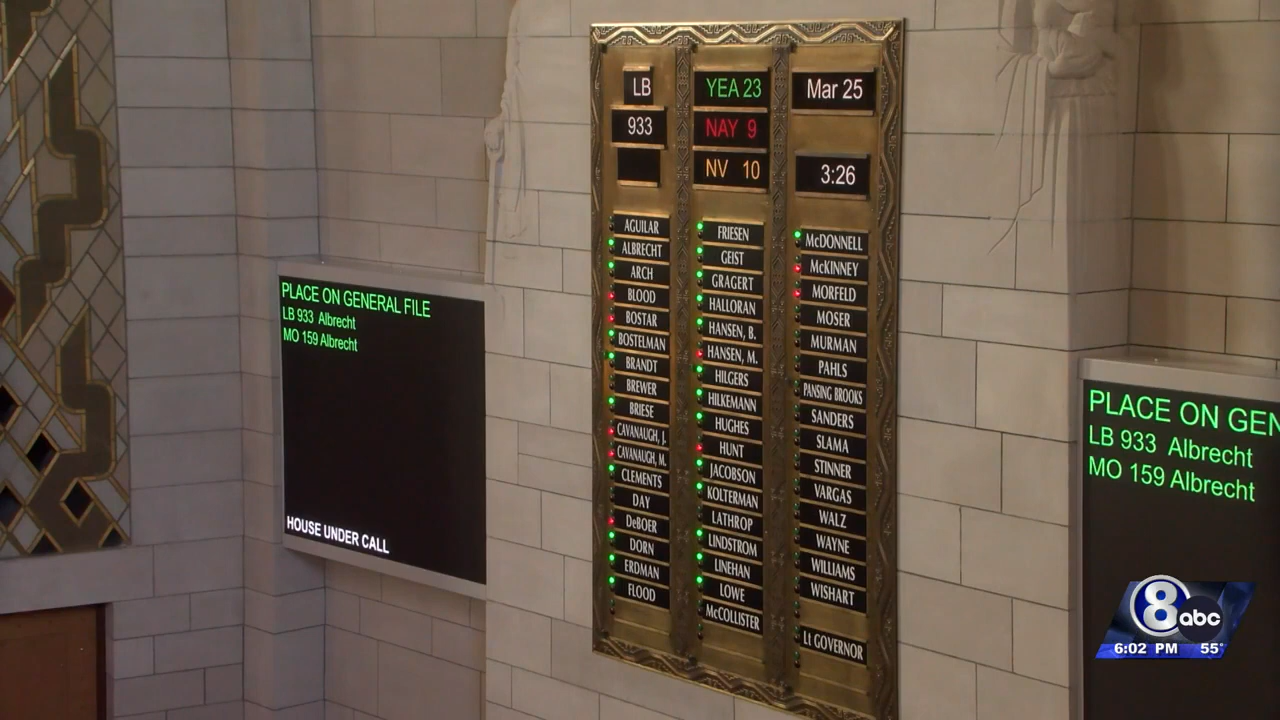 PLACE ON GENERAL FILE
LB 933 Albrecht
MO 159 Albrecht
HOUSE UNDER CALL
LB
933
YEA 23
NAY 9
NV 10
Mar 25
3:26
AGUILAR
ALBRECHT
ARCH
BLOOD
BOSTAR
BOSTELMAN
BRANDT
BREWER
BRIESE
CAVANAUGH, J.
CAVANAUGH, M.
CLEMENTS
DAY
DeBOER
DORN
ERDMAN
FLOOD
FRIESEN
GEIST
GRAGERT
HALLORAN
HANSEN, B.
HANSEN, M.
HILGERS
HILKEMANN
HUGHES
HUNT
JACOBSON
KOLTERMAN
LATHROP
LINDSTROM
LINEHAN
LOWE
McCOLLISTER
McDONNELL
McKINNEY
MORFELD
MOSER
MURMAN
PAHLS
PANSING BROOKS
SANDERS
SLAMA
STINNER
VARGAS
WALZ
WAYNE
WILLIAMS
WISHART
Lt GOVERNOR
PLACE ON GEN
LB 933 Albrecht
MO 159 Albrecht
8 abc
6:02 PM 55°